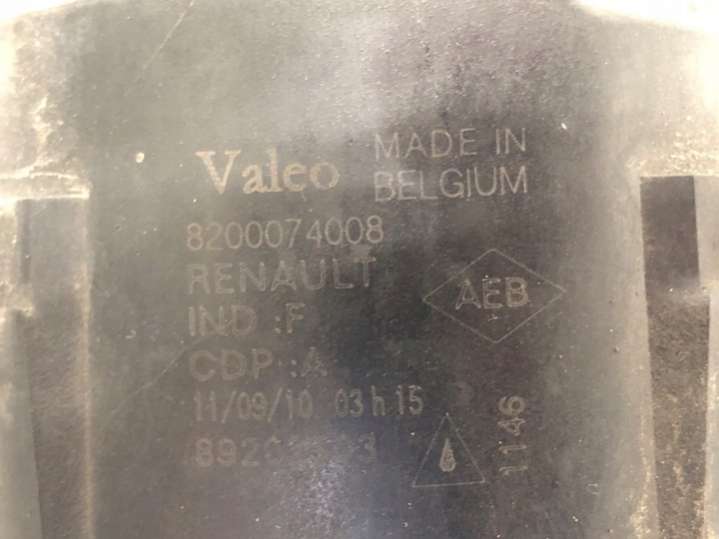 Valeo
MADE IN
BELGIUM
8200074008
RENAULT
IND :F
CDP :A
AEB
11/09/10 03 h 15
1146